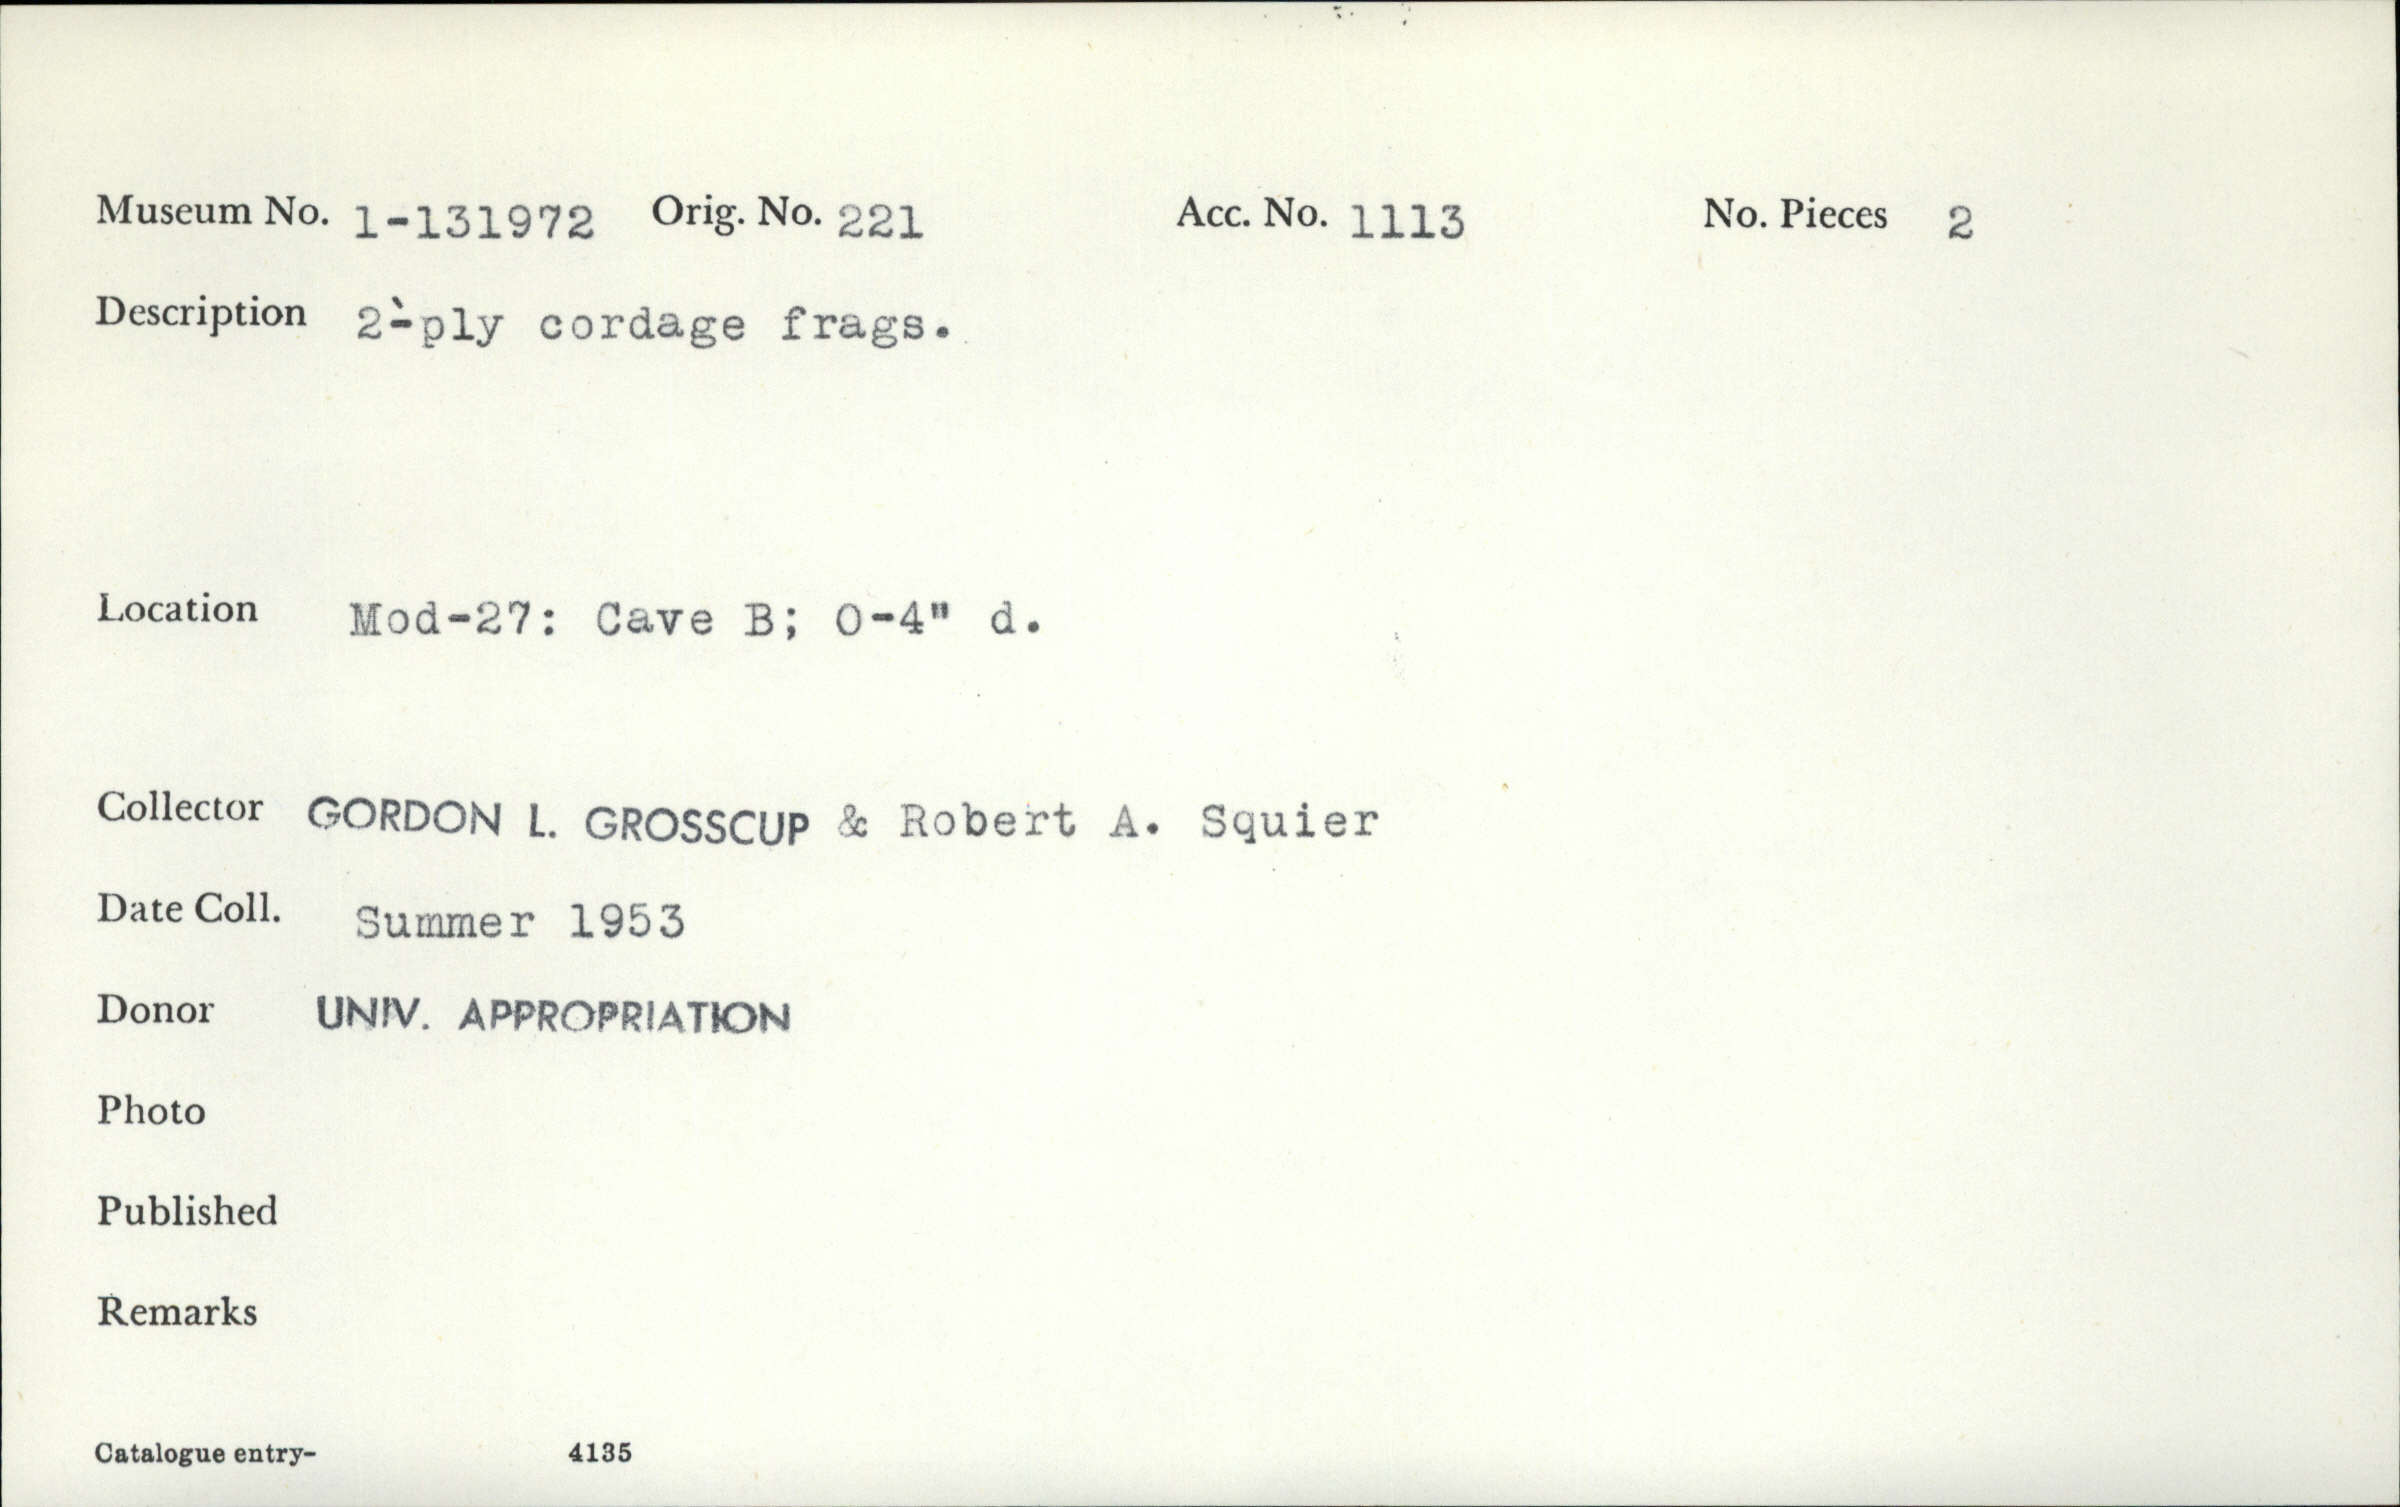 Museum No. 1-131972 Orig. No. 221 Acc. No. 1113 No. Pieces 2
Description 2-ply cordage frags.
Location Mod-27: Cave B; 0-4" d.
Collector GORDON L. GROSSCUP & Robert A. Squier
Date Coll. Summer 1953
Donor UNIV. APPROPRIATION
Photo
Published
Remarks
Catalogue entry- 4135